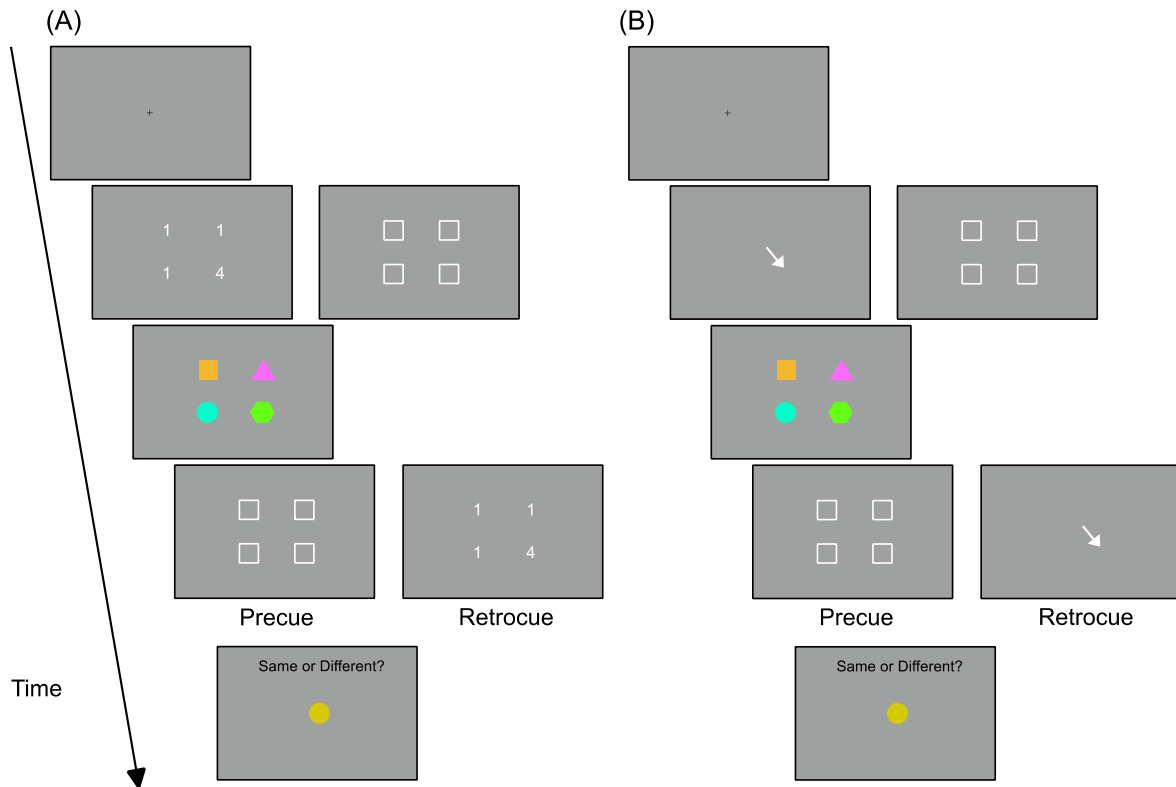 (A)
(B)
1 1
1 4
1 1
1 4
Precue
Retrocue
Precue
Retrocue
Same or Different?
Same or Different?
Time